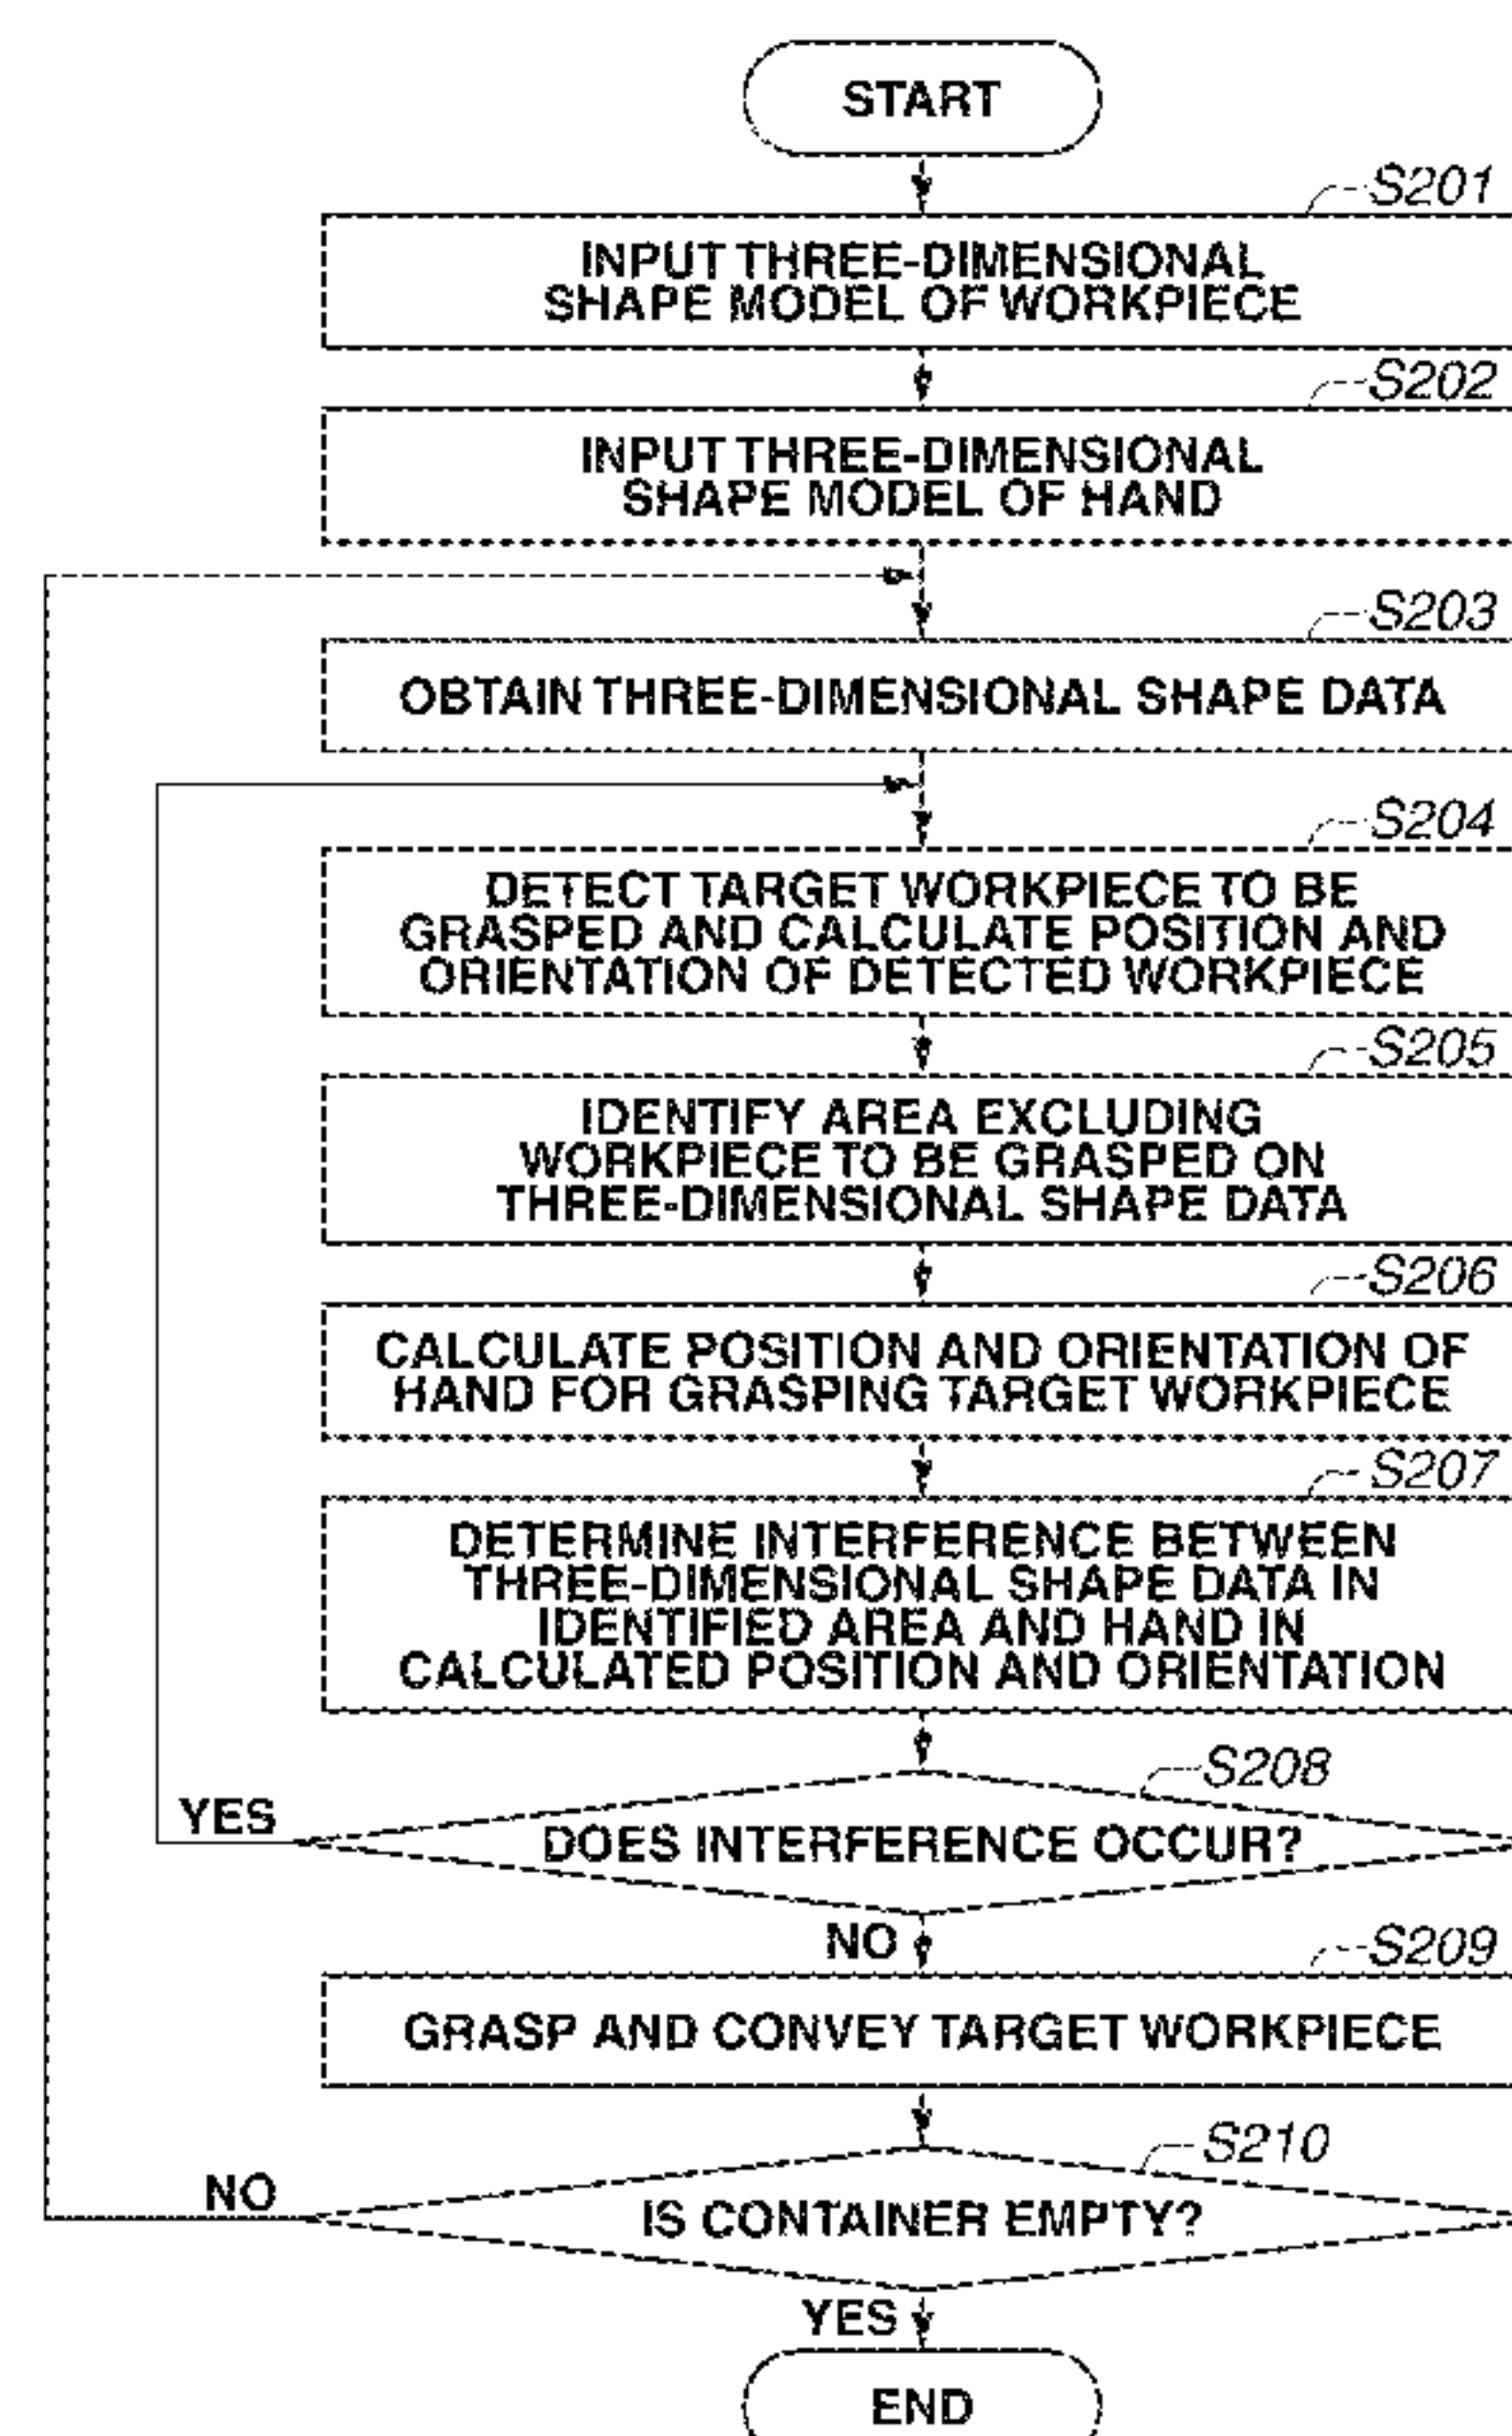 START
S201
INPUT THREE-DIMENSIONAL
SHAPE MODEL OF WORKPIECE
S202
INPUT THREE-DIMENSIONAL
SHAPE MODEL OF HAND
S203
OBTAIN THREE-DIMENSIONAL SHAPE DATA
S204
DETECT TARGET WORKPIECE TO BE
GRASPED AND CALCULATE POSITION AND
ORIENTATION OF DETECTED WORKPIECE
S205
IDENTIFY AREA EXCLUDING
WORKPIECE TO BE GRASPED ON
THREE-DIMENSIONAL SHAPE DATA
S206
CALCULATE POSITION AND ORIENTATION OF
HAND FOR GRASPING TARGET WORKPIECE
S207
DETERMINE INTERFERENCE BETWEEN
THREE-DIMENSIONAL SHAPE DATA IN
IDENTIFIED AREA AND HAND IN
CALCULATED POSITION AND ORIENTATION
S208
YES
DOES INTERFERENCE OCCUR?
NO
S209
GRASP AND CONVEY TARGET WORKPIECE
S210
NO
IS CONTAINER EMPTY?
YES
END